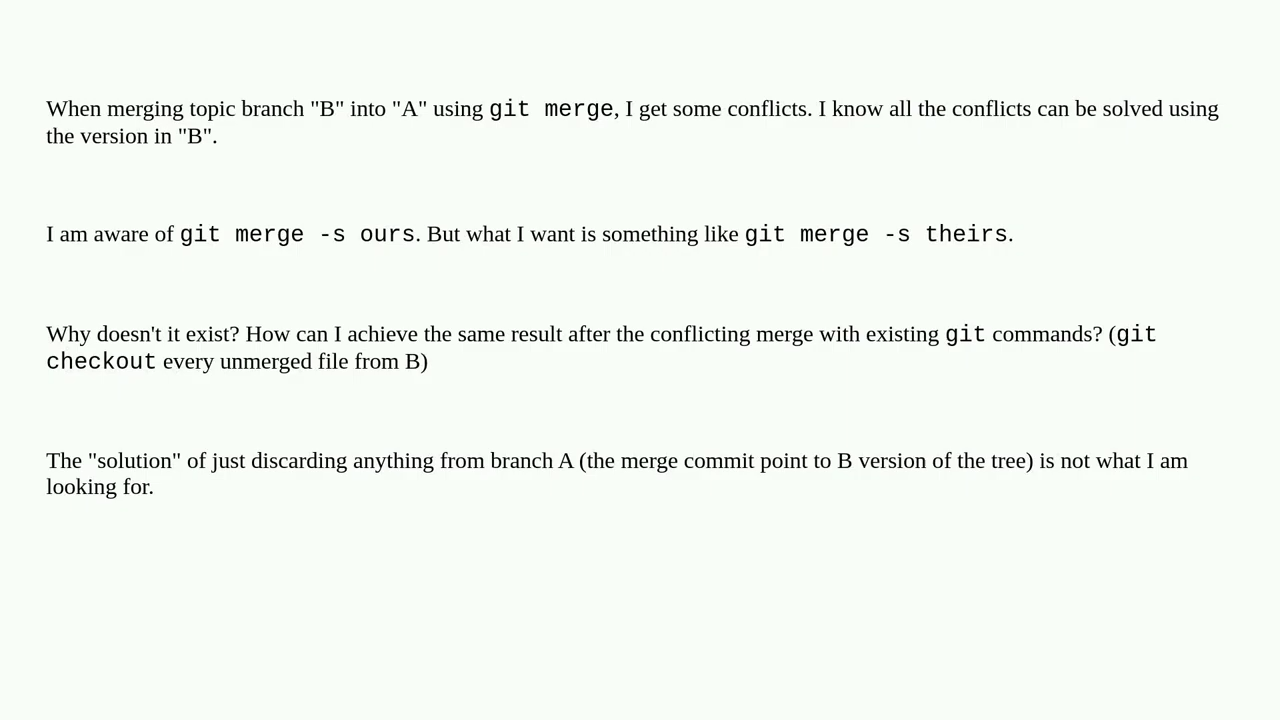 When merging topic branch "B" into "A" using git merge, I get some conflicts. I know all the conflicts can be solved using
the version in "B".
I am aware of git merge -s ours. But what I want is something like git merge -s theirs.
Why doesn't it exist? How can I achieve the same result after the conflicting merge with existing git commands? (git
checkout every unmerged file from B)
The "solution" of just discarding anything from branch A (the merge commit point to B version of the tree) is not what I am
looking for.